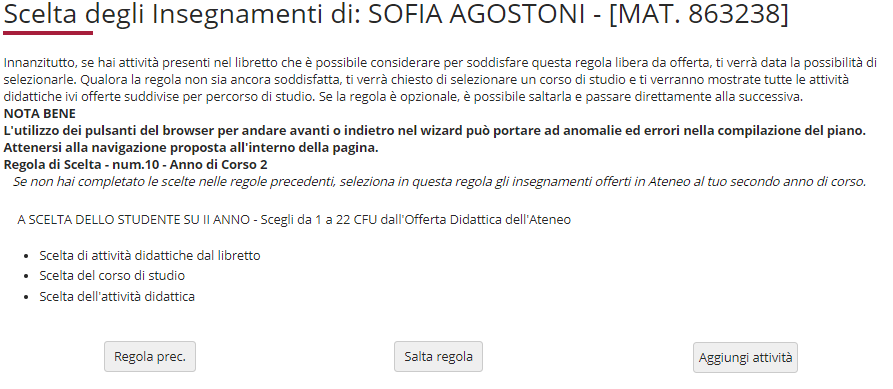 Scelta degli Insegnamenti di: SOFIA AGOSTONI - [MAT. 863238]
Innanzitutto, se hai attività presenti nel libretto che è possibile considerare per soddisfare questa regola libera da offerta, ti verrà data la possibilità di
selezionarle. Qualora la regola non sia ancora soddisfatta, ti verrà chiesto di selezionare un corso di studio e ti verranno mostrate tutte le attività
didattiche ivi offerte suddivise per percorso di studio. Se la regola è opzionale, è possibile saltarla e passare direttamente alla successiva.
NOTA BENE
L'utilizzo dei pulsanti del browser per andare avanti o indietro nel wizard può portare ad anomalie ed errori nella compilazione del piano.
Attenersi alla navigazione proposta all'interno della pagina.
Regola di Scelta - num.10 - Anno di Corso 2
Se non hai completato le scelte nelle regole precedenti, seleziona in questa regola gli insegnamenti offerti in Ateneo al tuo secondo anno di corso.
A SCELTA DELLO STUDENTE SU II ANNO - Scegli da 1 a 22 CFU dall'Offerta Didattica dell'Ateneo
• Scelta di attività didattiche dal libretto
• Scelta del corso di studio
• Scelta dell'attività didattica
Regola prec. Salta regola Aggiungi attività